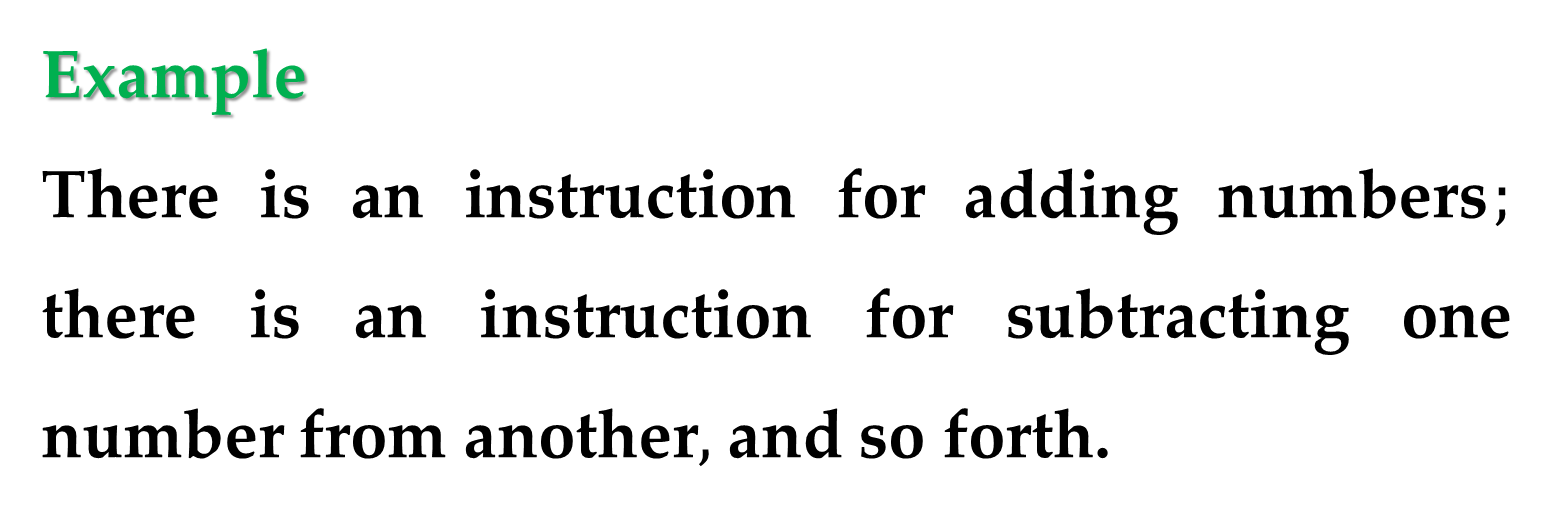 Example
There is an instruction for adding numbers;
there is an instruction for subtracting one
number from another, and so forth.